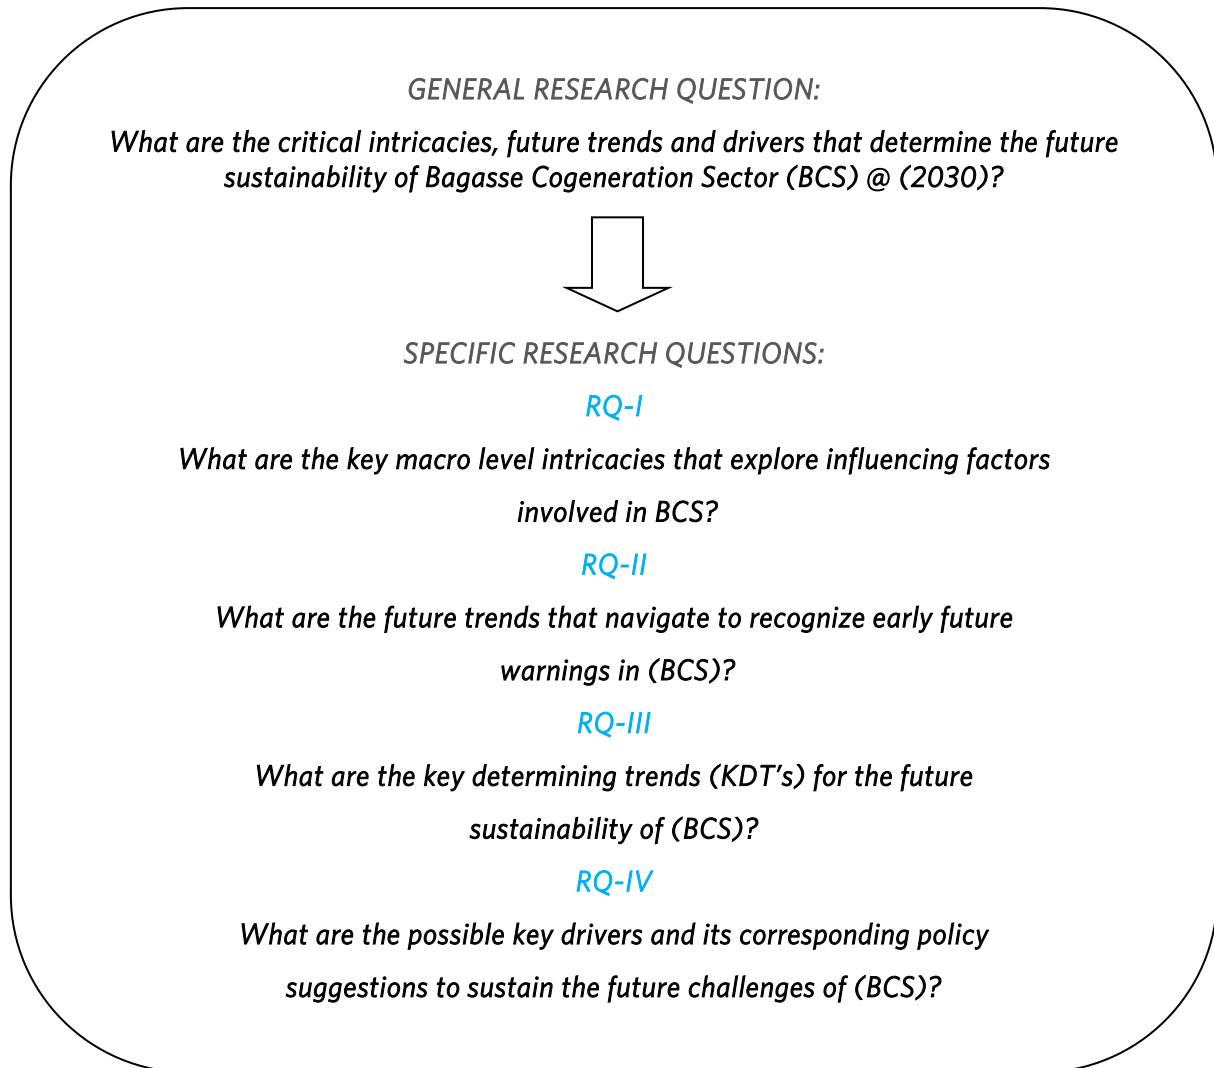 GENERAL RESEARCH QUESTION:
What are the critical intricacies, future trends and drivers that determine the future
sustainability of Bagasse Cogeneration Sector (BCS) @ (2030)?
SPECIFIC RESEARCH QUESTIONS:
RQ-I
What are the key macro level intricacies that explore influencing factors
involved in BCS?
RQ-II
What are the future trends that navigate to recognize early future
warnings in (BCS)?
RQ-III
What are the key determining trends (KDT’s) for the future
sustainability of (BCS)?
RQ-IV
What are the possible key drivers and its corresponding policy
suggestions to sustain the future challenges of (BCS)?